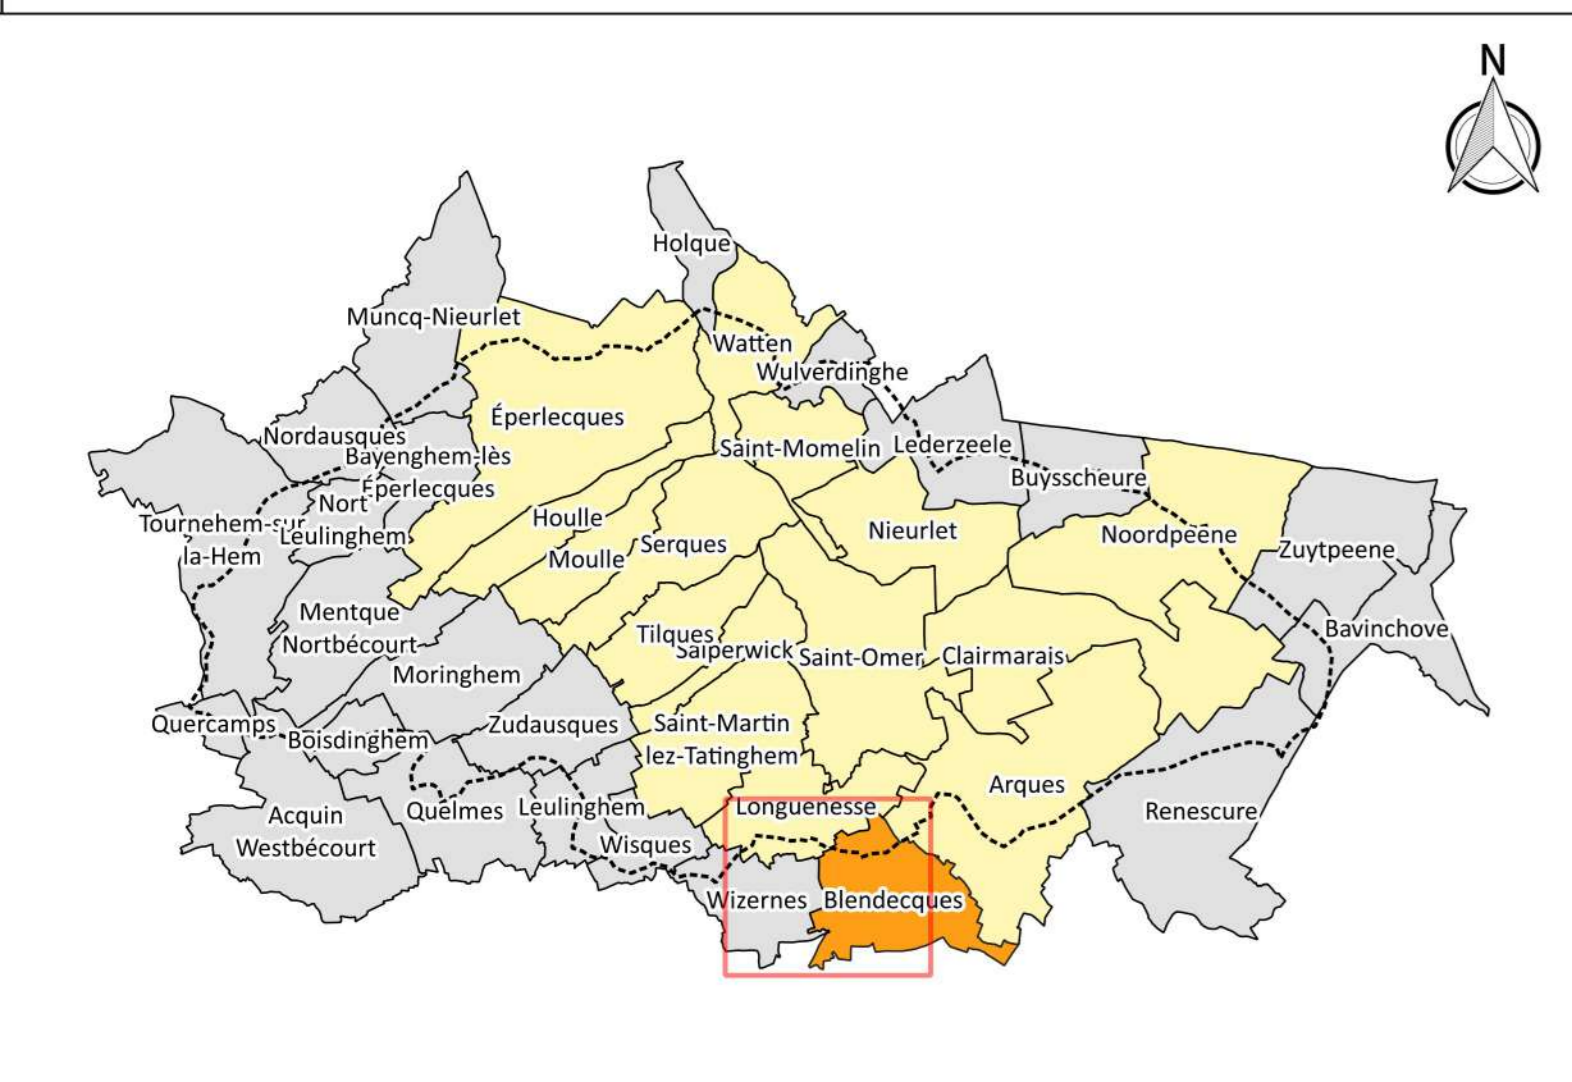 N
Holque
Muncq-Nieurlet
Watten
Wulverdinghe
Éperlecques
Nordausques
Saint-Momelin
Lederzeele
Bayenghem-lès
Éperlecques
Buysscheure
Nort
Leulinghem
Houlle
Tournehem-sur
la-Hem
Nieurlet
Noordpeene
Serques
Moulle
Zuytpeene
Mentque
Nortbécourt
Bavinchove
Tilques
Salperwick
Saint-Omer
Clairmarais
Moringhem
Quercamps
Zudausques
Saint-Martin
lez-Tatinghem
Boisdinghem
Arques
Acquin
Westbécourt
Quelmes
Leulinghem
Longuenesse
Renescure
Wisques
Wizernes
Blendecques